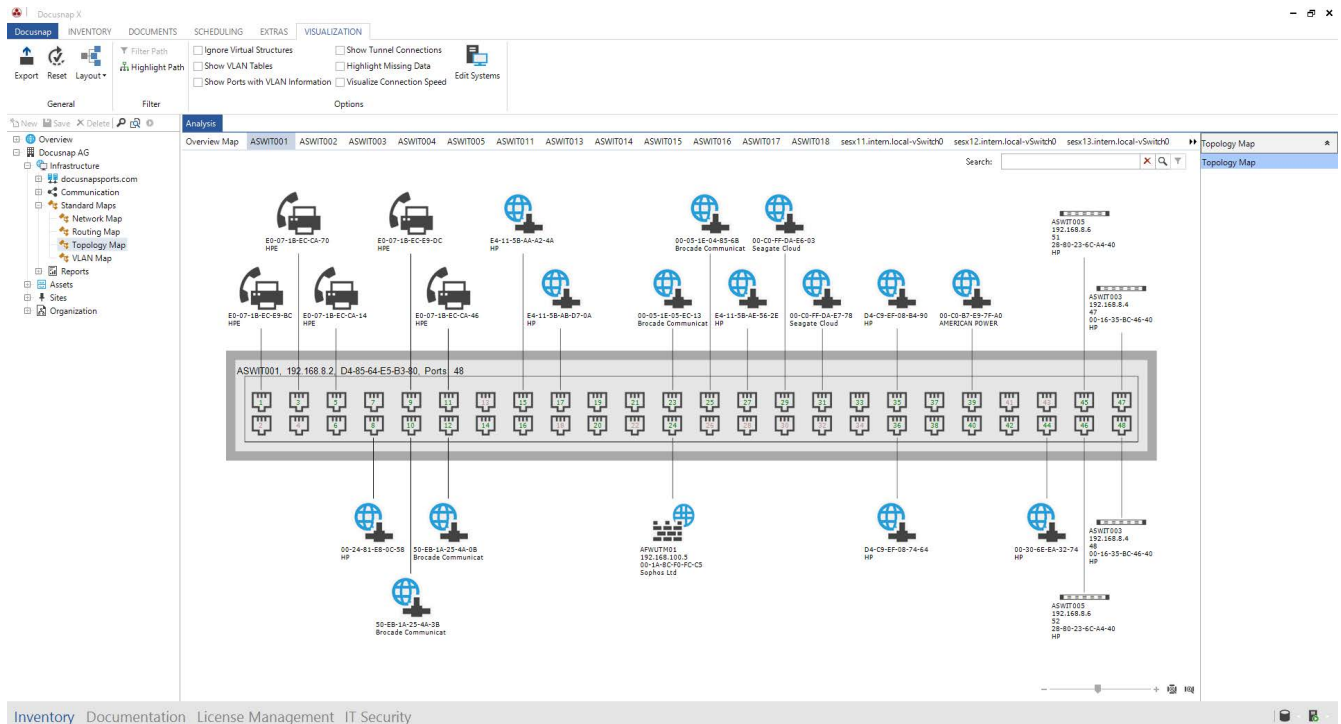 Docusnap X
Docusnap INVENTORY DOCUMENTS SCHEDULING EXTRAS VISUALIZATION
Filter Path
Ignore Virtual Structures Show Tunnel Connections
Highlight Path
Show VLAN Tables Highlight Missing Data
Export Reset Layout Edit Systems
Show Ports with VLAN Information Visualize Connection Speed
General Filter Options
New Save Delete
Analysis
Overview
Docusnap AG
Infrastructure
docusnapsports.com
Communication
Standard Maps
Network Map
Routing Map
Topology Map
VLAN Map
Reports
Assets
Sites
Organization
Overview Map ASWIT001 ASWIT002 ASWIT003 ASWIT004 ASWIT005 ASWIT011 ASWIT013 ASWIT014 ASWIT015 ASWIT016 ASWIT017 ASWIT018 sesx11.intern.local-vSwitch0 sesx12.intern.local-vSwitch0 sesx13.intern.local-vSwitch0
Topology Map
Topology Map
Search:
E0-07-1B-EC-CA-70
HPE
E0-07-1B-EC-E9-DC
HPE
E4-11-5B-AA-A2-4A
HP
00-05-1E-04-85-6B
Brocade Communicat
00-C0-FF-DA-E6-03
Seagate Cloud
ASWIT005
192.168.8.6
51
28-80-23-6C-A4-40
HP
E0-07-1B-EC-E9-BC
HPE
E0-07-1B-EC-CA-14
HPE
E0-07-1B-EC-CA-46
HPE
E4-11-5B-AB-D7-0A
HP
00-05-1E-05-EC-13
Brocade Communicat
E4-11-5B-AE-56-2E
HP
00-C0-FF-DA-E7-78
Seagate Cloud
D4-C9-EF-08-B4-90
HP
00-C0-B7-E9-7F-A0
AMERICAN POWER
ASWIT003
192.168.8.4
47
00-16-35-BC-46-40
HP
ASWIT001, 192.168.8.2, D4-85-64-E5-B3-80, Ports: 48
1 3 5 7 9 11 13 15 17 19 21 23 25 27 29 31 33 35 37 39 41 43 45 47
2 4 6 8 10 12 14 16 18 20 22 24 26 28 30 32 34 36 38 40 42 44 46 48
00-24-81-E8-0C-58
HP
50-EB-1A-25-4A-0B
Brocade Communicat
50-EB-1A-25-4A-3B
Brocade Communicat
AFWUTM01
192.168.100.5
00-1A-8C-F0-FC-C5
Sophos Ltd
D4-C9-EF-08-74-64
HP
00-30-6E-EA-32-74
HP
ASWIT003
192.168.8.4
48
00-16-35-BC-46-40
HP
ASWIT005
192.168.8.6
52
28-80-23-6C-A4-40
HP
Inventory Documentation License Management IT Security